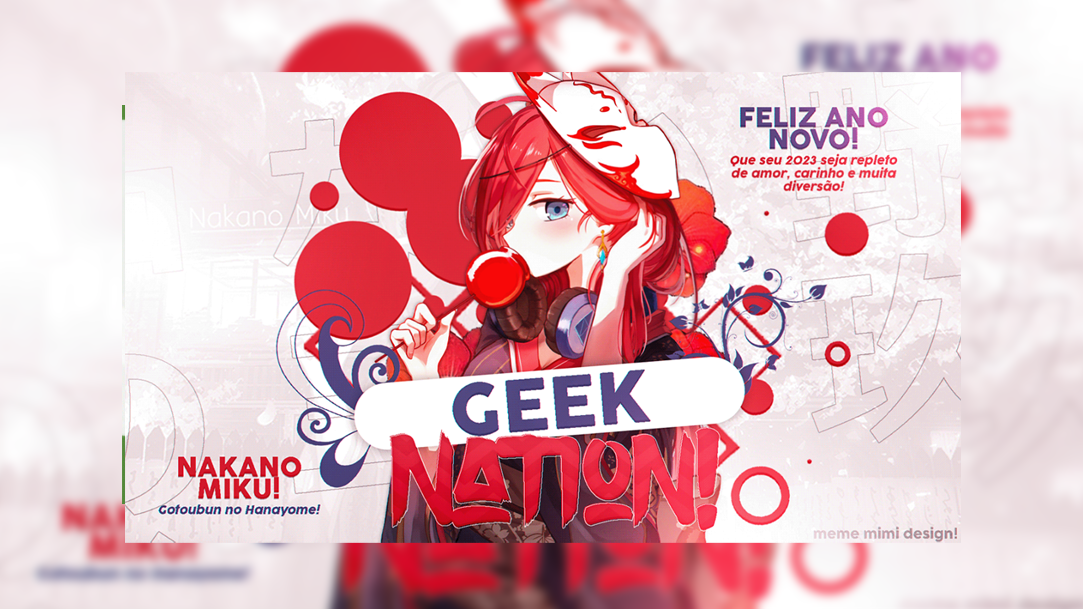 FELIZ ANO
NOVO!
Que seu 2023 seja repleto
de amor, carinho e muita
diversão!
Nakano Miku
GEEK
NATION!
NAKANO
MIKU!
Gotoubun no Hanayome!
meme mimi design!